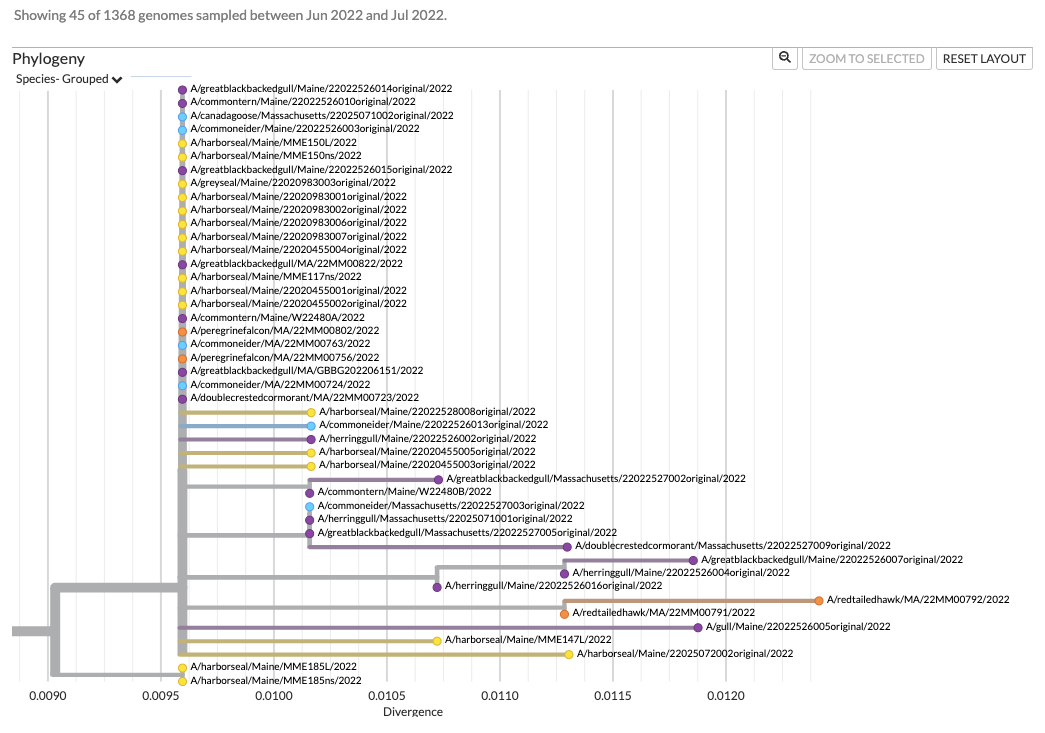 Showing 45 of 1368 genomes sampled between Jun 2022 and Jul 2022.
Phylogeny
ZOOM TO SELECTED
RESET LAYOUT
Species- Grouped
A/greatblackbackedgull/Maine/22022526014original/2022
A/commontern/Maine/22022526010original/2022
A/canadagoose/Massachusetts/22025071002original/2022
A/commoneider/Maine/22022526003original/2022
A/harborseal/Maine/MME150L/2022
A/harborseal/Maine/MME150ns/2022
A/greatblackbackedgull/Maine/22022526015original/2022
A/greyseal/Maine/22020983003original/2022
A/harborseal/Maine/22020983001original/2022
A/harborseal/Maine/22020983002original/2022
A/harborseal/Maine/22020983006original/2022
A/harborseal/Maine/22020983007original/2022
A/harborseal/Maine/22020455004original/2022
A/greatblackbackedgull/MA/22MM00822/2022
A/harborseal/Maine/MME117ns/2022
A/harborseal/Maine/22020455001original/2022
A/harborseal/Maine/22020455002original/2022
A/commontern/Maine/W22480A/2022
A/peregrinefalcon/MA/22MM00802/2022
A/commoneider/MA/22MM00763/2022
A/peregrinefalcon/MA/22MM00756/2022
A/greatblackbackedgull/MA/GBBG202206151/2022
A/commoneider/MA/22MM00724/2022
A/doublecrestedcormorant/MA/22MM00723/2022
A/harborseal/Maine/22022528008original/2022
A/commoneider/Maine/22022526013original/2022
A/herringgull/Maine/22022526002original/2022
A/harborseal/Maine/22020455005original/2022
A/harborseal/Maine/22020455003original/2022
A/greatblackbackedgull/Massachusetts/22022527002original/2022
A/commontern/Maine/W22480B/2022
A/commoneider/Massachusetts/22022527003original/2022
A/herringgull/Massachusetts/22025071001original/2022
A/greatblackbackedgull/Massachusetts/22022527005original/2022
A/doublecrestedcormorant/Massachusetts/22022527009original/2022
A/greatblackbackedgull/Maine/22022526007original/2022
A/herringgull/Maine/22022526004original/2022
A/herringgull/Maine/22022526016original/2022
A/redtailedhawk/MA/22MM00792/2022
A/redtailedhawk/MA/22MM00791/2022
A/gull/Maine/22022526005original/2022
A/harborseal/Maine/MME147L/2022
A/harborseal/Maine/22025072002original/2022
A/harborseal/Maine/MME185L/2022
A/harborseal/Maine/MME185ns/2022
0.0090 0.0095 0.0100 0.0105 0.0110 0.0115 0.0120
Divergence